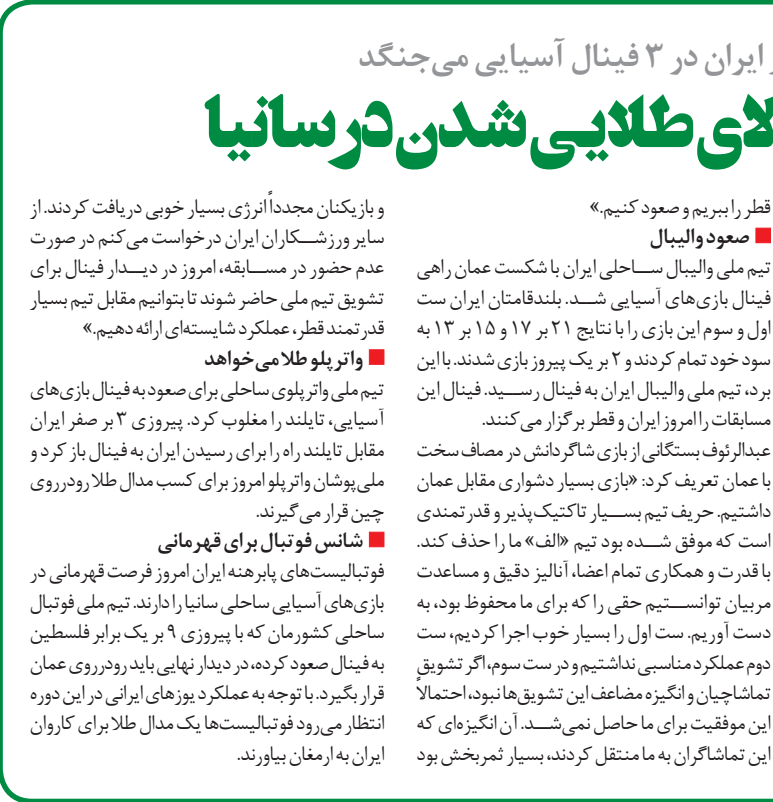 ایران در ۳ فینال آسیایی می‌جنگد
طلایی شدن در سانیا
قطر را ببریم و صعود کنیم.»
صعود والیبال
تیم ملی والیبال ساحلی ایران با شکست عمان راهی
فینال بازی‌های آسیایی شد. بلندقامتان ایران ست
اول و سوم این بازی را با نتایج ۲۱ بر ۱۷ و ۱۵ بر ۱۳ به
سود خود تمام کردند و ۲ بر یک پیروز بازی شدند. با این
برد، تیم ملی والیبال ایران به فینال رسید. فینال این
مسابقات را امروز ایران و قطر برگزار می‌کنند.
عبدالرئوف بستگانی از بازی شاگردانش در مصاف سخت
با عمان تعریف کرد: «بازی بسیار دشواری مقابل عمان
داشتیم. حریف تیم بسیار تاکتیک‌پذیر و قدرتمندی
است که موفق شده بود تیم «الف» ما را حذف کند.
با قدرت و همکاری تمام اعضا، آنالیز دقیق و مساعدت
مربیان توانستیم حقی را که برای ما محفوظ بود، به
دست آوریم. ست اول را بسیار خوب اجرا کردیم، ست
دوم عملکرد مناسبی نداشتیم و در ست سوم، اگر تشویق
تماشاچیان و انگیزه مضاعف این تشویق‌ها نبود، احتمالاً
این موفقیت برای ما حاصل نمی‌شد. آن انگیزه‌ای که
این تماشاگران به ما منتقل کردند، بسیار ثمربخش بود
و بازیکنان مجدداً انرژی بسیار خوبی دریافت کردند. از
سایر ورزشکاران ایران درخواست می‌کنم در صورت
عدم حضور در مسابقه، امروز در دیدار فینال برای
تشویق تیم ملی حاضر شوند تا بتوانیم مقابل تیم بسیار
قدرتمند قطر، عملکرد شایسته‌ای ارائه دهیم.»
واترپلو طلا می‌خواهد
تیم ملی واترپلوی ساحلی برای صعود به فینال بازی‌های
آسیایی، تایلند را مغلوب کرد. پیروزی ۳ بر صفر ایران
مقابل تایلند راه را برای رسیدن ایران به فینال باز کرد و
ملی‌پوشان واترپلو امروز برای کسب مدال طلا رودرروی
چین قرار می‌گیرند.
شانس فوتبال برای قهرمانی
فوتبالیست‌های پابرهنه ایران امروز فرصت قهرمانی در
بازی‌های آسیایی ساحلی سانیا را دارند. تیم ملی فوتبال
ساحلی کشورمان که با پیروزی ۹ بر یک برابر فلسطین
به فینال صعود کرده، در دیدار نهایی باید رودرروی عمان
قرار بگیرد. با توجه به عملکرد یوزهای ایرانی در این دوره
انتظار می‌رود فوتبالیست‌ها یک مدال طلا برای کاروان
ایران به ارمغان بیاورند.